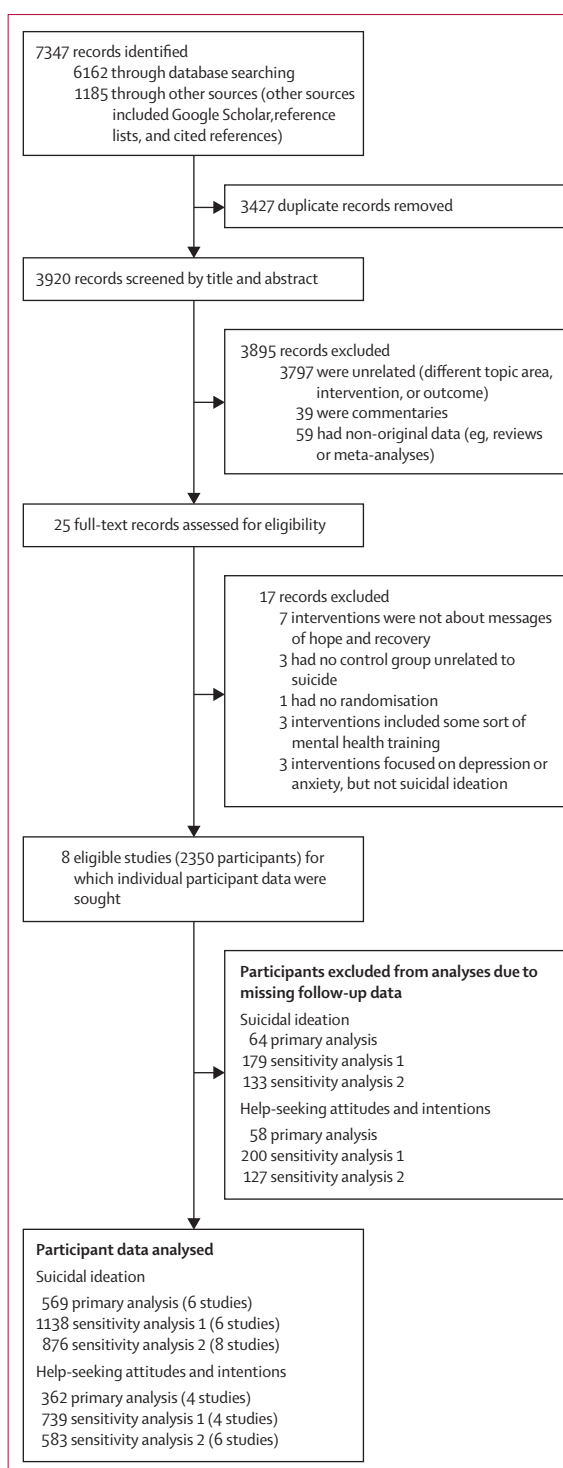 7347 records identified
6162 through database searching
1185 through other sources (other sources
included Google Scholar,reference
lists, and cited references)
3427 duplicate records removed
3920 records screened by title and abstract
3895 records excluded
3797 were unrelated (different topic area,
intervention, or outcome)
39 were commentaries
59 had non-original data (eg, reviews
or meta-analyses)
25 full-text records assessed for eligibility
17 records excluded
7 interventions were not about messages
of hope and recovery
3 had no control group unrelated to
suicide
1 had no randomisation
3 interventions included some sort of
mental health training
3 interventions focused on depression or
anxiety, but not suicidal ideation
8 eligible studies (2350 participants) for
which individual participant data were
sought
Participants excluded from analyses due to
missing follow-up data
Suicidal ideation
64 primary analysis
179 sensitivity analysis 1
133 sensitivity analysis 2
Help-seeking attitudes and intentions
58 primary analysis
200 sensitivity analysis 1
127 sensitivity analysis 2
Participant data analysed
Suicidal ideation
569 primary analysis (6 studies)
1138 sensitivity analysis 1 (6 studies)
876 sensitivity analysis 2 (8 studies)
Help-seeking attitudes and intentions
362 primary analysis (4 studies)
739 sensitivity analysis 1 (4 studies)
583 sensitivity analysis 2 (6 studies)